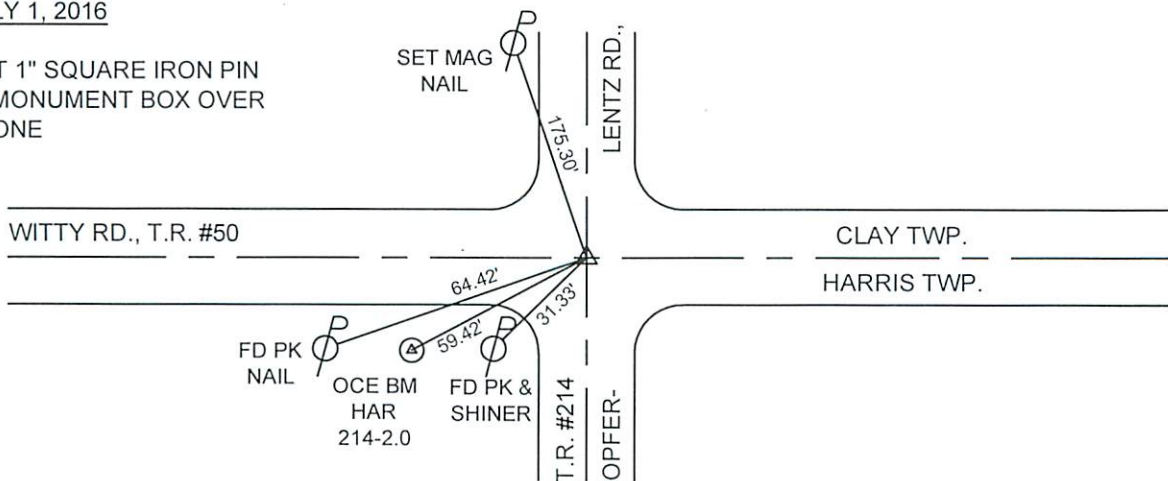 LY 1, 2016
T 1" SQUARE IRON PIN
MONUMENT BOX OVER
ONE
SET MAG
NAIL
175.30'
LENTZ RD.,
WITTY RD., T.R. #50
CLAY TWP.
HARRIS TWP.
64.42'
59.42'
31.33'
FD PK
NAIL
OCE BM
HAR
214-2.0
FD PK &
SHINER
T.R. #214
OPFER-
P
P
P